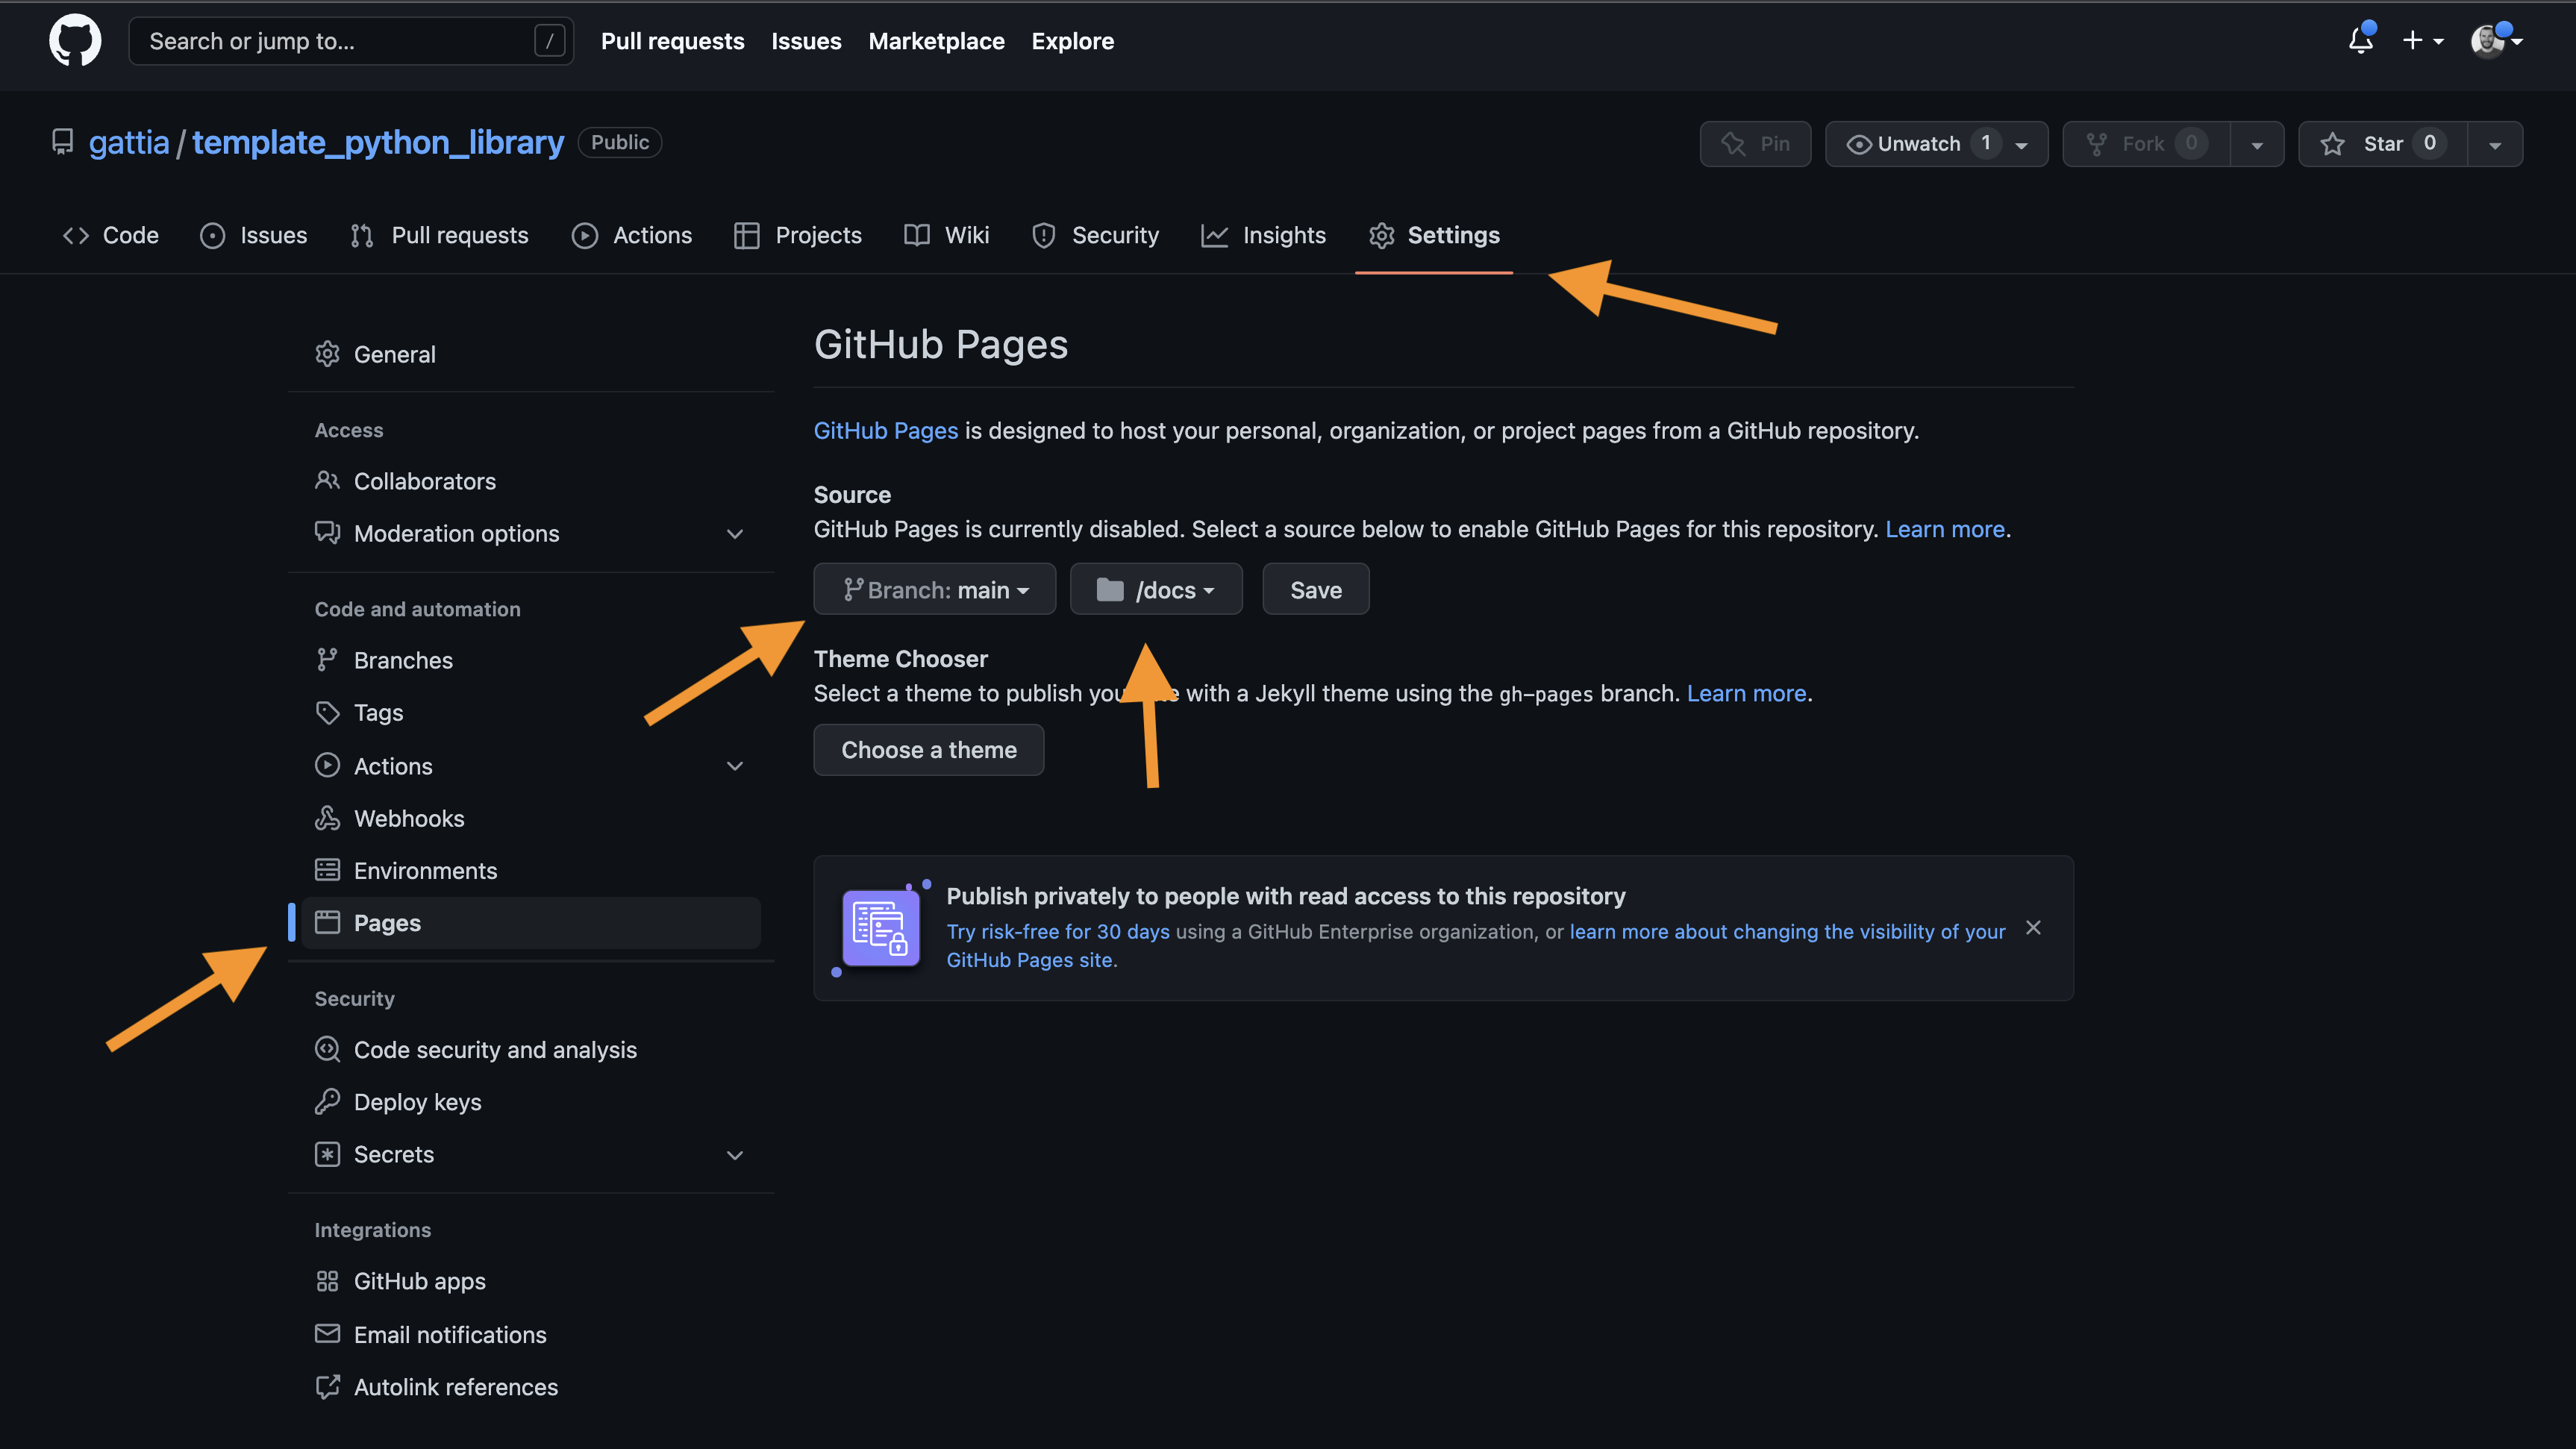 Search or jump to... /
Pull requests Issues Marketplace Explore
gattia / template_python_library Public
Pin Unwatch 1 Fork 0 Star 0
Code Issues Pull requests Actions Projects Wiki Security Insights Settings
General
Access
Collaborators
Moderation options
Code and automation
Branches
Tags
Actions
Webhooks
Environments
Pages
Security
Code security and analysis
Deploy keys
Secrets
Integrations
GitHub apps
Email notifications
Autolink references
GitHub Pages
GitHub Pages is designed to host your personal, organization, or project pages from a GitHub repository.
Source
GitHub Pages is currently disabled. Select a source below to enable GitHub Pages for this repository. Learn more.
Branch: main /docs Save
Theme Chooser
Select a theme to publish with a Jekyll theme using the gh-pages branch. Learn more.
Choose a theme
Publish privately to people with read access to this repository
Try risk-free for 30 days using a GitHub Enterprise organization, or learn more about changing the visibility of your
GitHub Pages site.